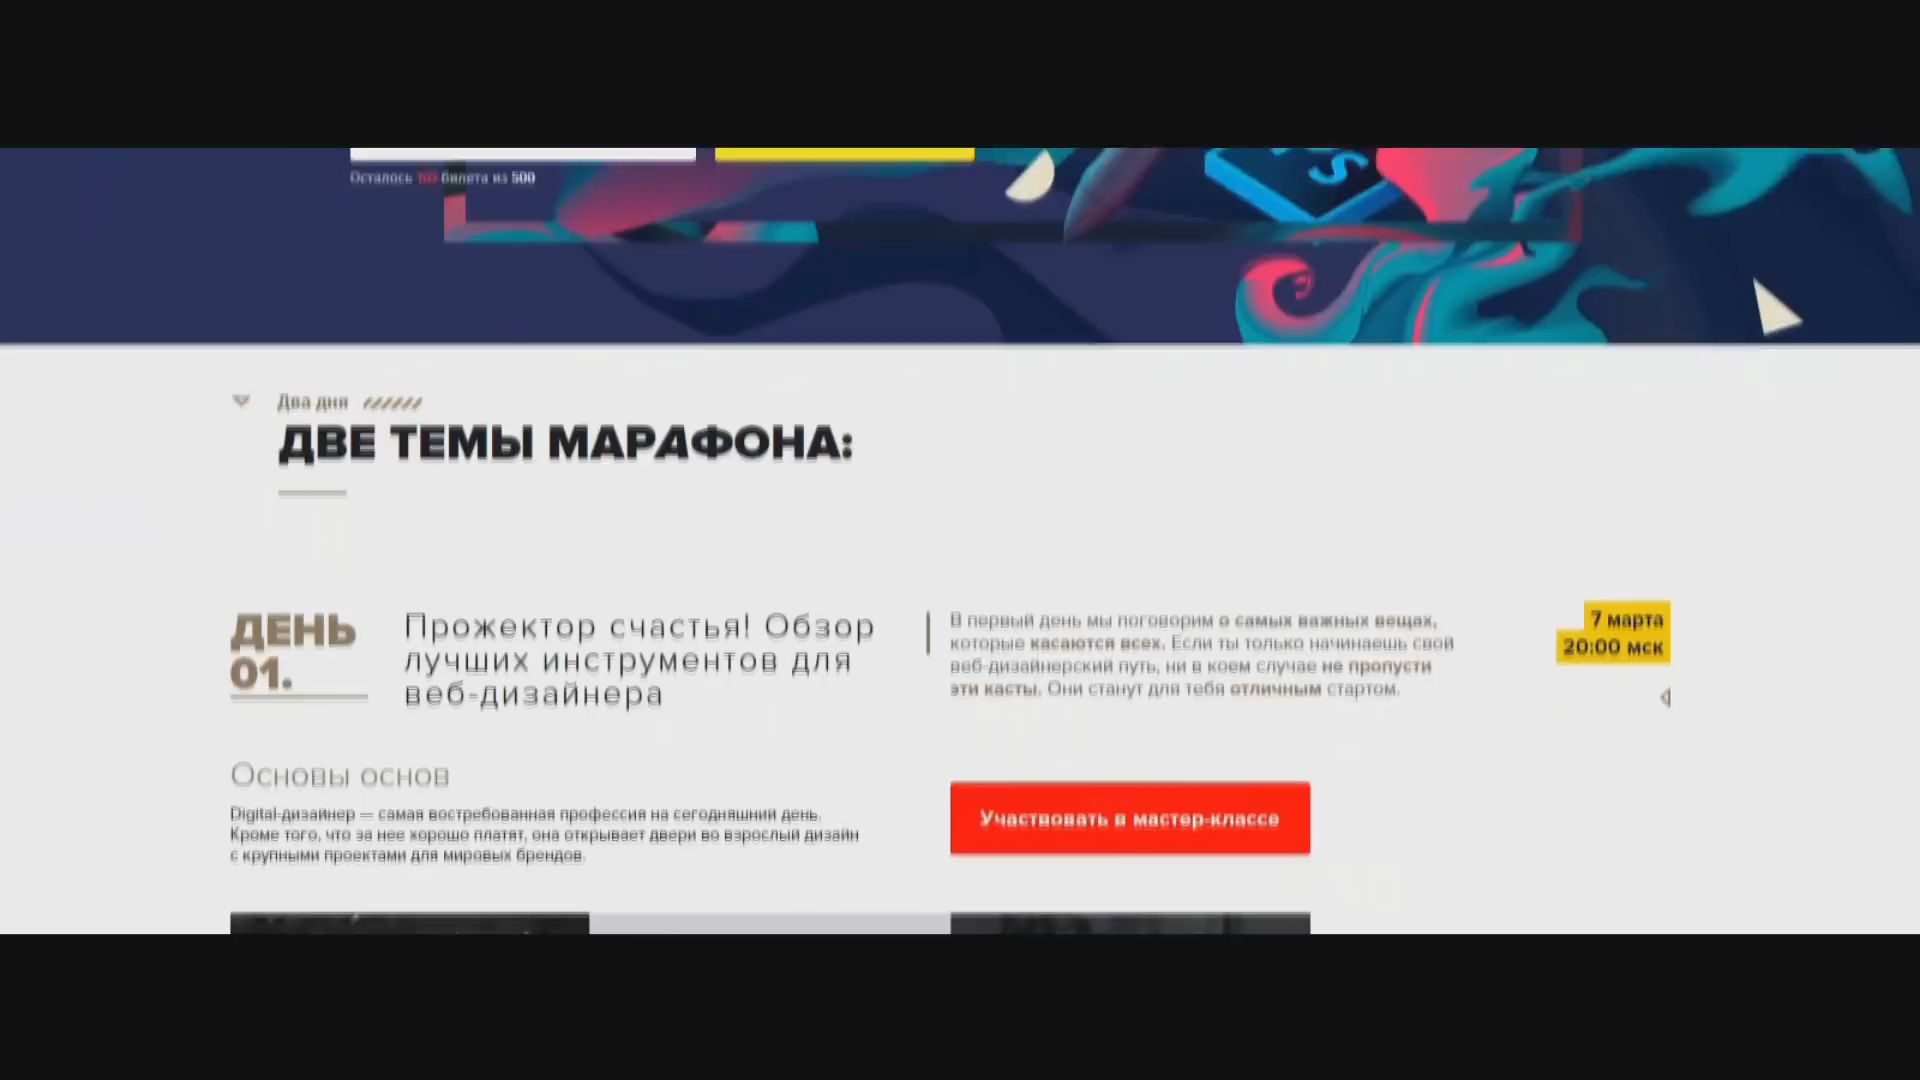 Осталось билета из 500
S
Два дня
ДВЕ ТЕМЫ МАРАФОНА:
ДЕНЬ
01.
Прожектор счастья! Обзор
лучших инструментов для
веб-дизайнера
В первый день мы поговорим о самых важных вещах,
которые касаются всех. Если ты только начинаешь свой
веб-дизайнерский путь, ни в коем случае не пропусти
эти касты. Они станут для тебя отличным стартом.
7 марта
20:00 мск
Основы основ
Digital-дизайнер — самая востребованная профессия на сегодняшний день.
Кроме того, что за нее хорошо платят, она открывает двери во взрослый дизайн
с крупными проектами для мировых брендов.
Участвовать в мастер-классе